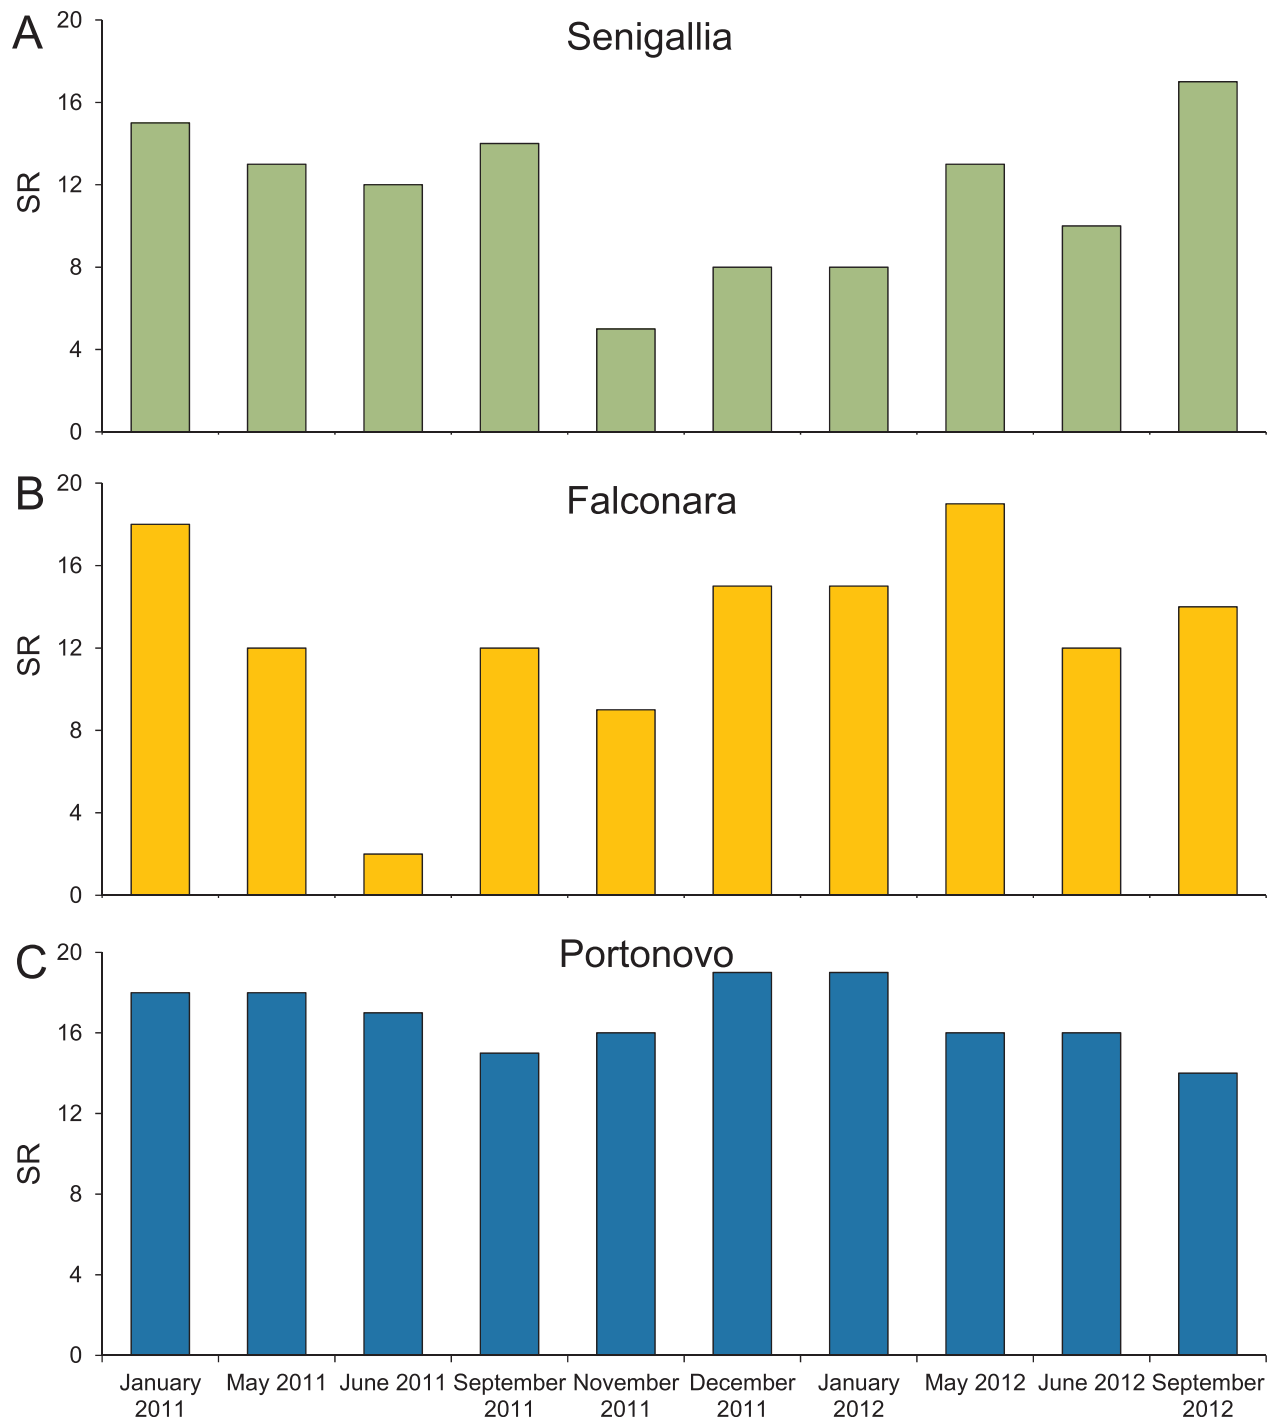 A
Senigallia
SR
20
16
12
8
4
0
B
Falconara
SR
20
16
12
8
4
0
C
Portonovo
SR
20
16
12
8
4
0
January 2011
May 2011
June 2011
September 2011
November 2011
December 2011
January 2012
May 2012
June 2012
September 2012